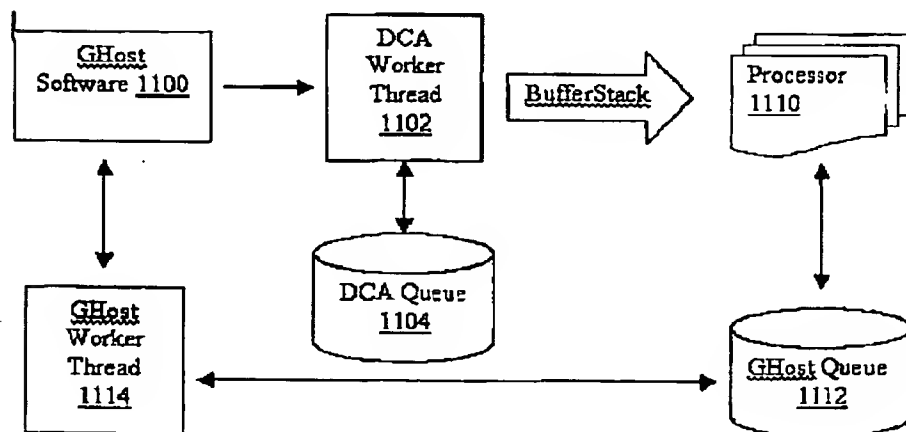 GHost
Software 1100
DCA
Worker
Thread
1102
BufferStack
Processor
1110
DCA Queue
1104
GHost
Worker
Thread
1114
GHost Queue
1112